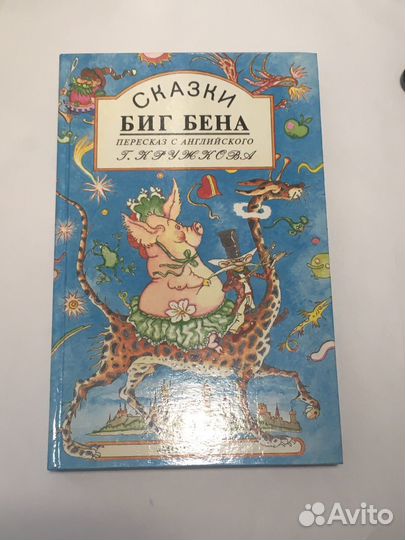 СКАЗКИ
БИГ БЕНА
ПЕРЕСКАЗ С АНГЛИЙСКОГО
Г. КРУЖКОВА
Avito